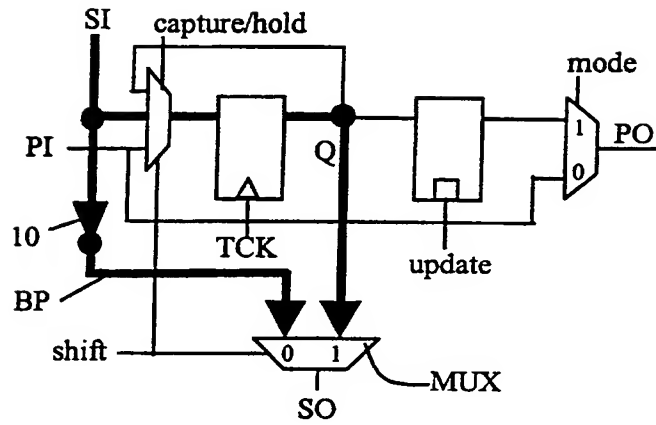 SI
capture/hold
mode
1
PO
PI
Q
0
10
TCK
update
BP
shift
0
1
MUX
SO